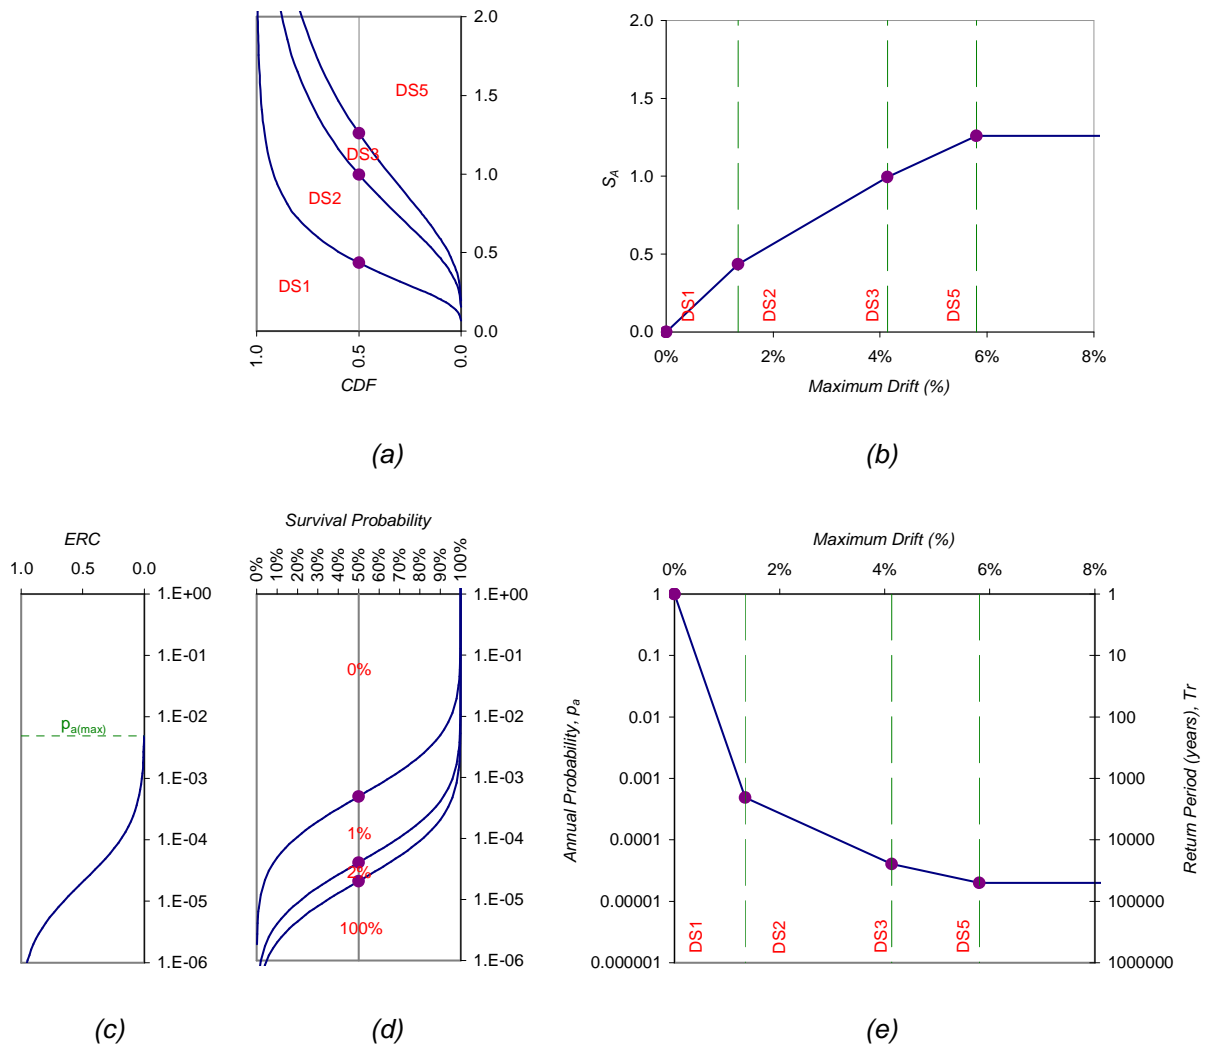 2.0
1.5
1.0
0.5
0.0
DS5
DS3
DS2
DS1
1.0
0.5
0.0
CDF
(a)
2.0
1.5
1.0
0.5
0.0
S_A
DS1
DS2
DS3
DS5
0%
2%
4%
6%
8%
Maximum Drift (%)
(b)
ERC
1.0
0.5
0.0
1.E+00
1.E-01
1.E-02
1.E-03
1.E-04
1.E-05
1.E-06
p_a(max)
(c)
Survival Probability
0%
10%
20%
30%
40%
50%
60%
70%
80%
90%
100%
1.E+00
1.E-01
1.E-02
1.E-03
1.E-04
1.E-05
1.E-06
0%
1%
2%
100%
(d)
Maximum Drift (%)
0%
2%
4%
6%
8%
1
0.1
0.01
0.001
0.0001
0.00001
0.000001
Annual Probability, p_a
DS1
DS2
DS3
DS5
1
10
100
1000
10000
100000
1000000
Return Period (years), Tr
(e)